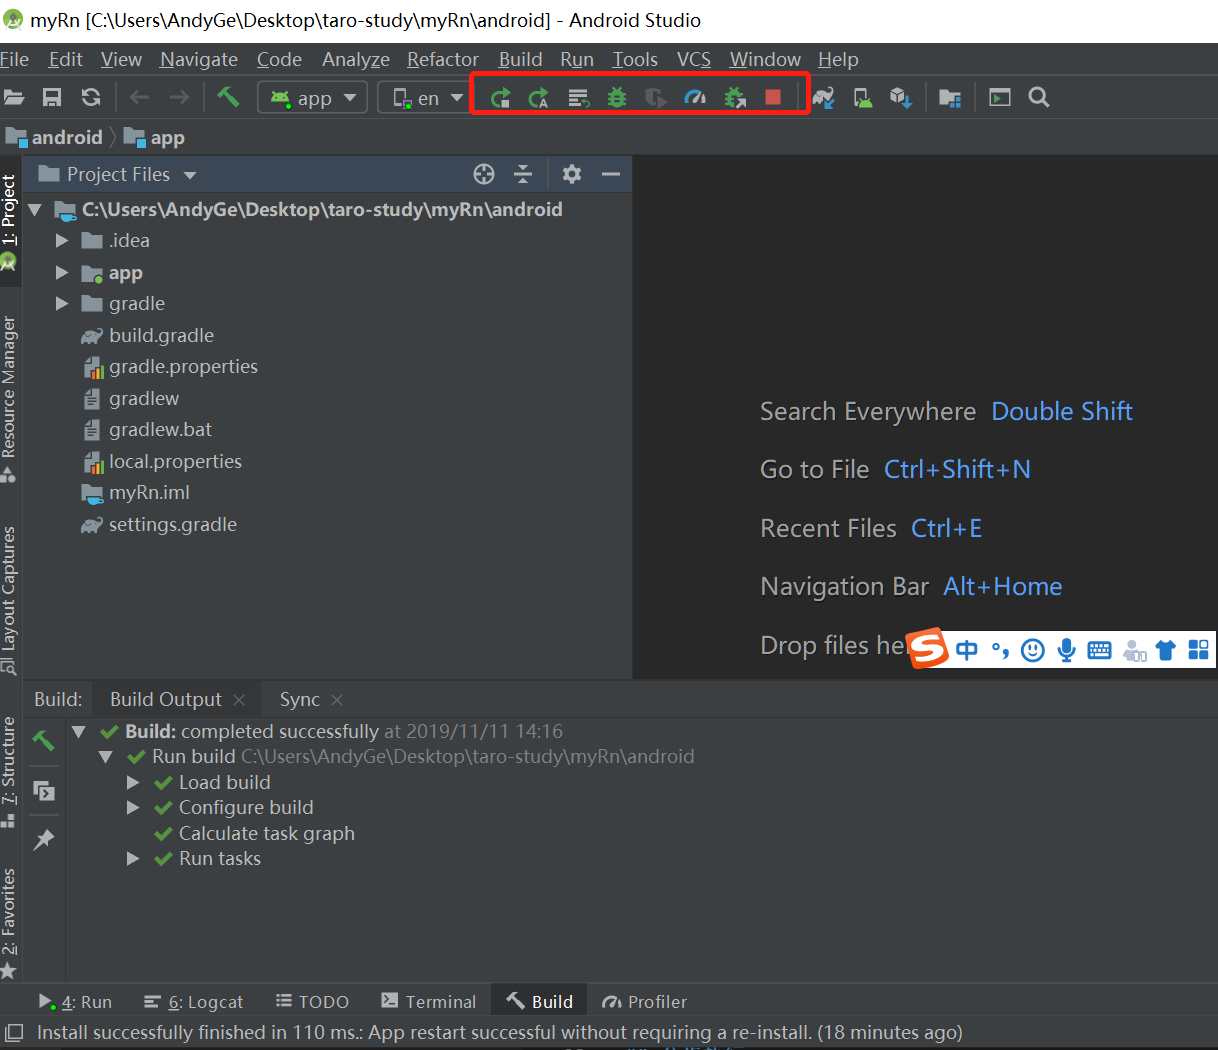 myRn [C:\Users\AndyGe\Desktop\taro-study\myRn\android] - Android Studio
File Edit View Navigate Code Analyze Refactor Build Run Tools VCS Window Help
app en
android app
Project Files
C:\Users\AndyGe\Desktop\taro-study\myRn\android
.idea
app
gradle
build.gradle
gradle.properties
gradlew
gradlew.bat
local.properties
myRn.iml
settings.gradle
1: Project
Resource Manager
Layout Captures
7: Structure
2: Favorites
Search Everywhere Double Shift
Go to File Ctrl+Shift+N
Recent Files Ctrl+E
Navigation Bar Alt+Home
Drop files
S 中 °,
Build: Build Output × Sync ×
Build: completed successfully at 2019/11/11 14:16
Run build C:\Users\AndyGe\Desktop\taro-study\myRn\android
Load build
Configure build
Calculate task graph
Run tasks
4: Run 6: Logcat TODO Terminal Build Profiler
Install successfully finished in 110 ms.: App restart successful without requiring a re-install. (18 minutes ago)